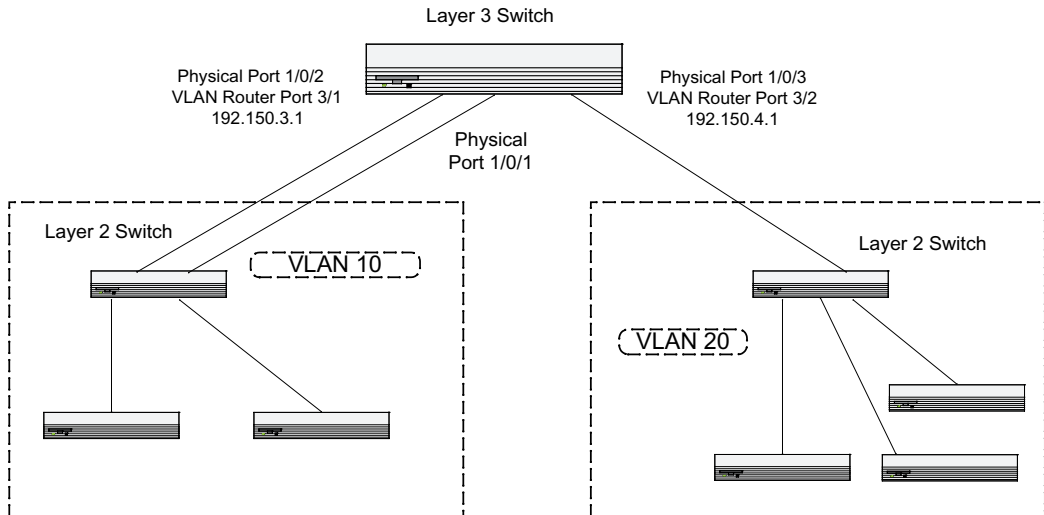 Layer 3 Switch
Physical Port 1/0/2
VLAN Router Port 3/1
192.150.3.1
Physical Port 1/0/3
VLAN Router Port 3/2
192.150.4.1
Physical
Port 1/0/1
Layer 2 Switch
VLAN 10
Layer 2 Switch
VLAN 20